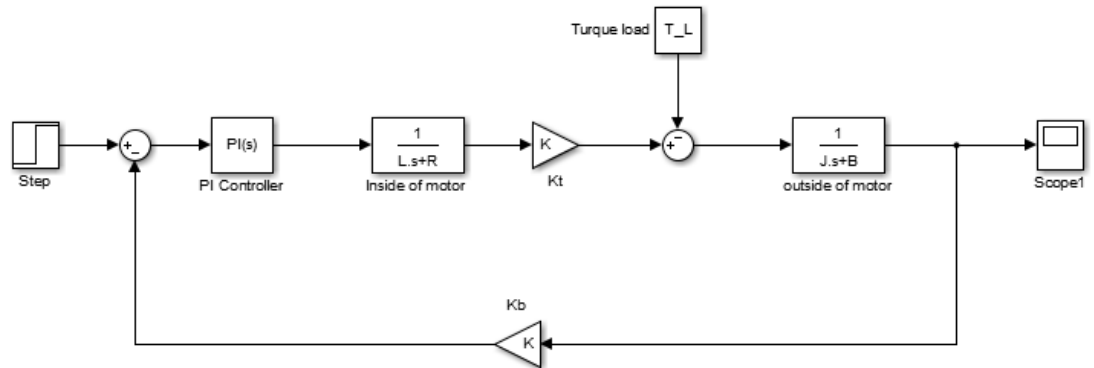 Turque load
T_L
+
−
Step
PI(s)
PI Controller
1
L.s+R
Inside of motor
K
Kt
−
+
1
J.s+B
outside of motor
Scope1
Kb
K